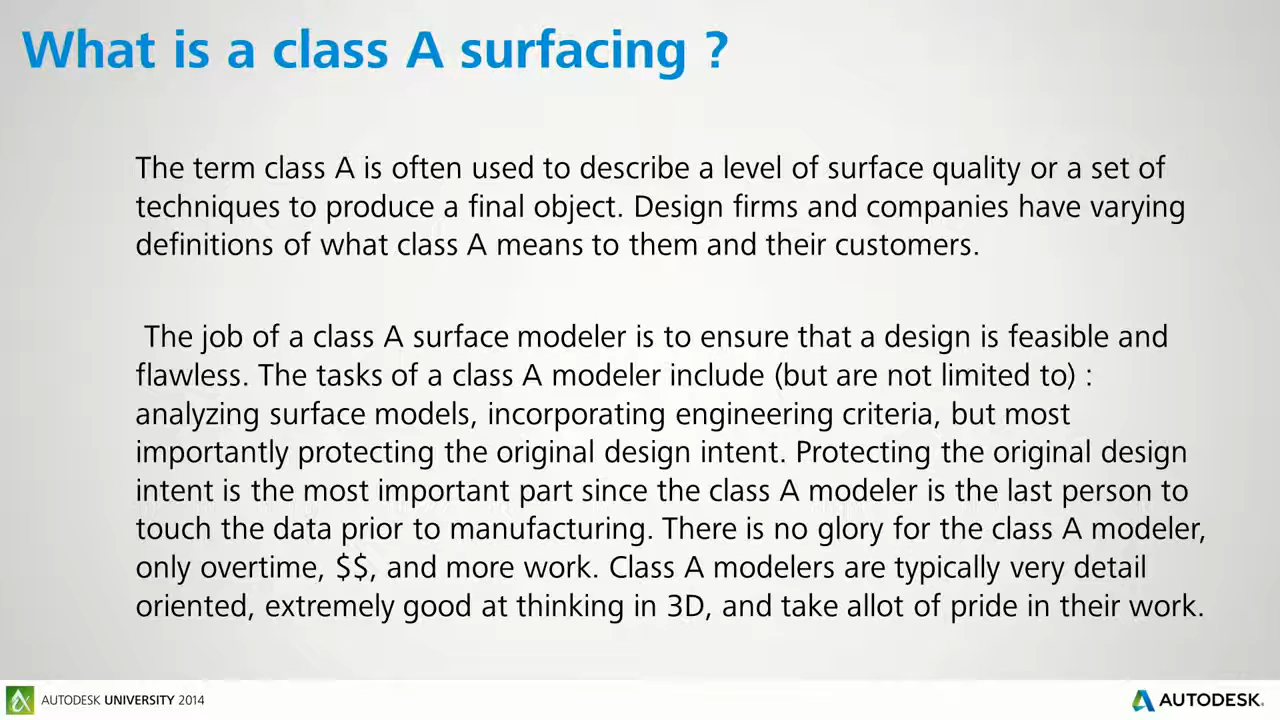 What is a class A surfacing ?
The term class A is often used to describe a level of surface quality or a set of
techniques to produce a final object. Design firms and companies have varying
definitions of what class A means to them and their customers.
The job of a class A surface modeler is to ensure that a design is feasible and
flawless. The tasks of a class A modeler include (but are not limited to) :
analyzing surface models, incorporating engineering criteria, but most
importantly protecting the original design intent. Protecting the original design
intent is the most important part since the class A modeler is the last person to
touch the data prior to manufacturing. There is no glory for the class A modeler,
only overtime, $$, and more work. Class A modelers are typically very detail
oriented, extremely good at thinking in 3D, and take allot of pride in their work.
AUTODESK UNIVERSITY 2014
AUTODESK.